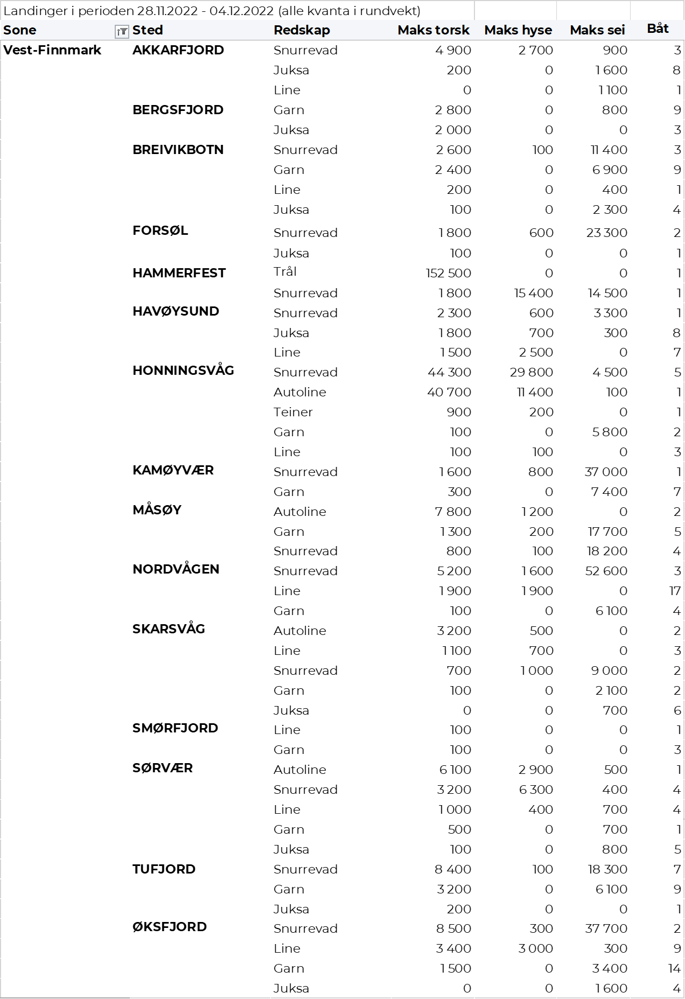 Landinger i perioden 28.11.2022 - 04.12.2022 (alle kvanta i rundvekt)
Sone Sted Redskap Maks torsk Maks hyse Maks sei Båt
Vest-Finnmark AKKARFJORD Snurrevad 4 900 2 700 900 3
Juksa 200 0 1 600 8
Line 0 0 1 100 1
BERGSFJORD Garn 2 800 0 800 9
Juksa 2 000 0 0 3
BREIVIKBOTN Snurrevad 2 600 100 11 400 3
Garn 2 400 0 6 900 9
Line 200 0 400 1
Juksa 100 0 2 300 4
FORSØL Snurrevad 1 800 600 23 300 2
Juksa 100 0 0 1
HAMMERFEST Trål 152 500 0 0 1
Snurrevad 1 800 15 400 14 500 1
HAVØYSUND Snurrevad 2 300 600 3 300 1
Juksa 1 800 700 300 8
Line 1 500 2 500 0 7
HONNINGSVÅG Snurrevad 44 300 29 800 4 500 5
Autoline 40 700 11 400 100 1
Teiner 900 200 0 1
Garn 100 0 5 800 2
Line 100 100 0 3
KAMØYVÆR Snurrevad 1 600 800 37 000 1
Garn 300 0 7 400 7
MÅSØY Autoline 7 800 1 200 0 2
Garn 1 300 200 17 700 5
Snurrevad 800 100 18 200 4
NORDVÅGEN Snurrevad 5 200 1 600 52 600 3
Line 1 900 1 900 0 17
Garn 100 0 6 100 4
SKARSVÅG Autoline 3 200 500 0 2
Line 1 100 700 0 3
Snurrevad 700 1 000 9 000 2
Garn 100 0 2 100 2
Juksa 0 0 700 6
SMØRFJORD Line 100 0 0 1
Garn 100 0 0 3
SØRVÆR Autoline 6 100 2 900 500 1
Snurrevad 3 200 6 300 400 4
Line 1 000 400 700 4
Garn 500 0 700 1
Juksa 100 0 800 5
TUFJORD Snurrevad 8 400 100 18 300 7
Garn 3 200 0 6 100 9
Juksa 200 0 0 1
ØKSFJORD Snurrevad 8 500 300 37 700 2
Line 3 400 3 000 300 9
Garn 1 500 0 3 400 14
Juksa 0 0 1 600 4